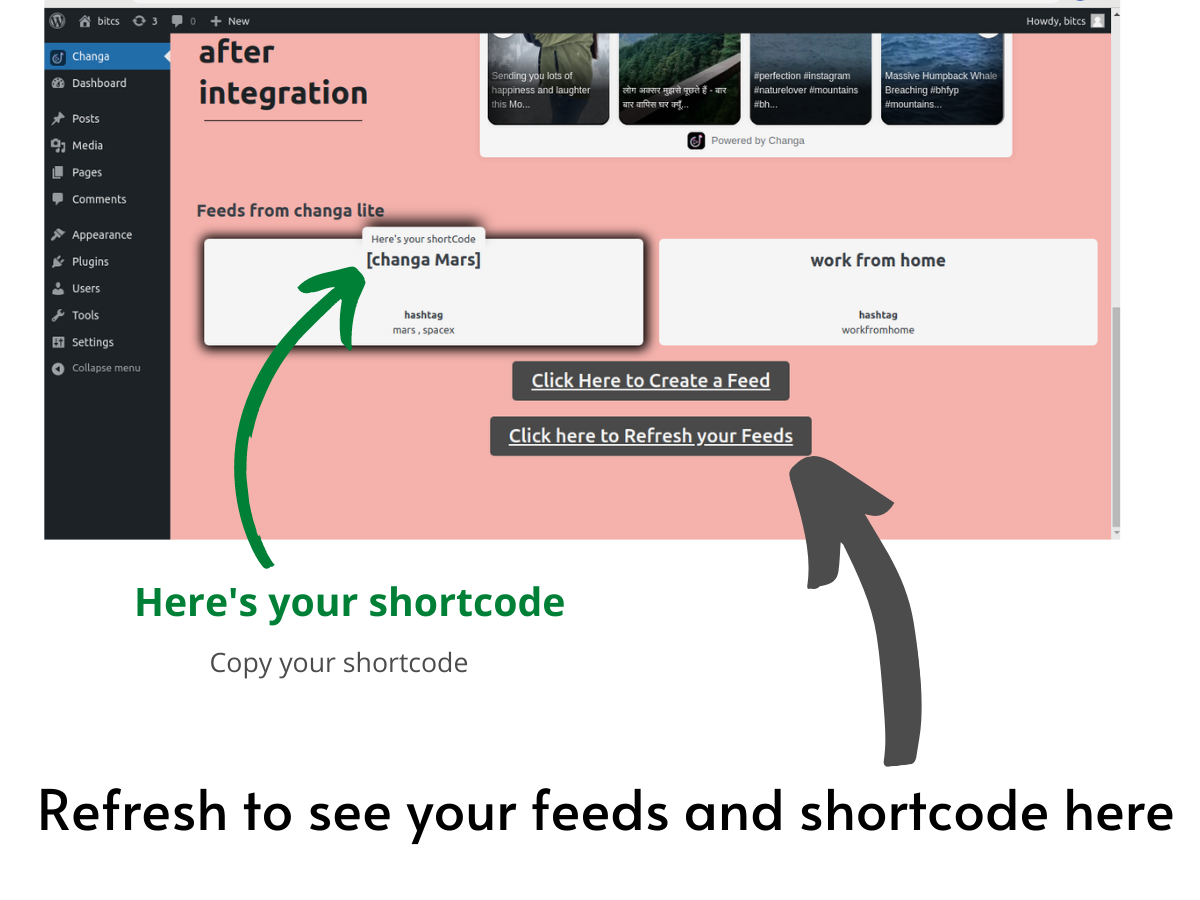 bitcs 3 0 New Howdy, bitcs
Changa
Dashboard
Posts
Media
Pages
Comments
Appearance
Plugins
Users
Tools
Settings
Collapse menu
after
integration
Sending you lots of
happiness and laughter
this Mo...
लोग अक्सर मुझसे पूछते हैं - बार
बार वापिस घर क्यूँ...
#perfection #instagram
#naturelover #mountains
#bh...
Massive Humpback Whale
Breaching #bhfyp
#mountains...
Powered by Changa
Feeds from changa lite
Here's your shortCode
[changa Mars]
hashtag
mars , spacex
work from home
hashtag
workfromhome
Click Here to Create a Feed
Click here to Refresh your Feeds
Here's your shortcode
Copy your shortcode
Refresh to see your feeds and shortcode here